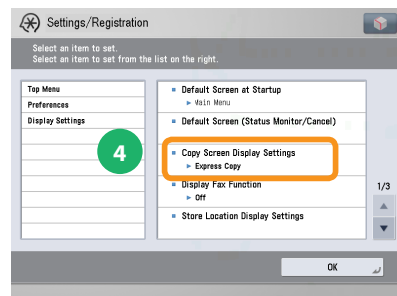 Settings/Registration
Select an item to set.
Select an item to set from the list on the right.
Top Menu
Preferences
Display Settings
4
Default Screen at Startup
Main Menu
Default Screen (Status Monitor/Cancel)
Copy Screen Display Settings
Express Copy
Display Fax Function
Off
Store Location Display Settings
1/3
OK